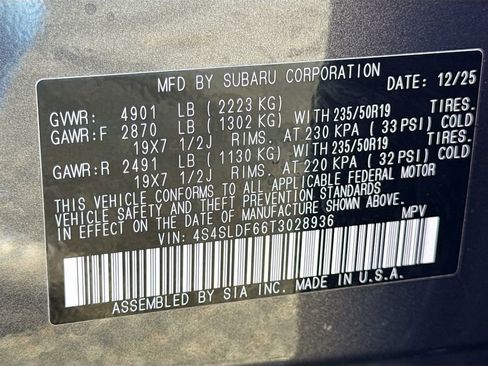 MFD BY SUBARU CORPORATION DATE: 12/25
GVWR: 4901 LB (2223 KG)
GAWR:F 2870 LB (1302 KG) WITH 235/50R19 TIRES.
19X7 1/2J RIMS. AT 230 KPA (33 PSI) COLD
GAWR:R 2491 LB (1130 KG) WITH 235/50R19 TIRES.
19X7 1/2J RIMS. AT 220 KPA (32 PSI) COLD
THIS VEHICLE CONFORMS TO ALL APPLICABLE FEDERAL MOTOR
VEHICLE SAFETY BUMPER AND THEFT PREVENTION STANDARDS
IN EFFECT ON THE DATE OF MANUFACTURE SHOWN ABOVE.
VIN: 4S4SLDF66T3028936 MPV
ASSEMBLED BY SIA INC. MADE IN U.S.A.